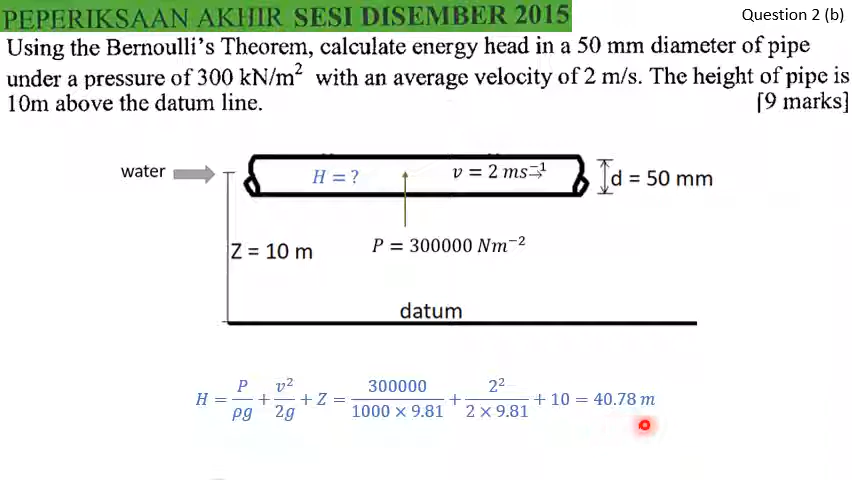 PEPERIKSAAN AKHIR SESI DISEMBER 2015
Question 2 (b)
Using the Bernoulli's Theorem, calculate energy head in a 50 mm diameter of pipe
under a pressure of 300 kN/m² with an average velocity of 2 m/s. The height of pipe is
10m above the datum line. [9 marks]
water
H = ?
v = 2 ms⁻¹
d = 50 mm
Z = 10 m
P = 300000 Nm⁻²
datum
H = P/ρg + v²/2g + Z = 300000/1000 × 9.81 + 2²/2 × 9.81 + 10 = 40.78 m